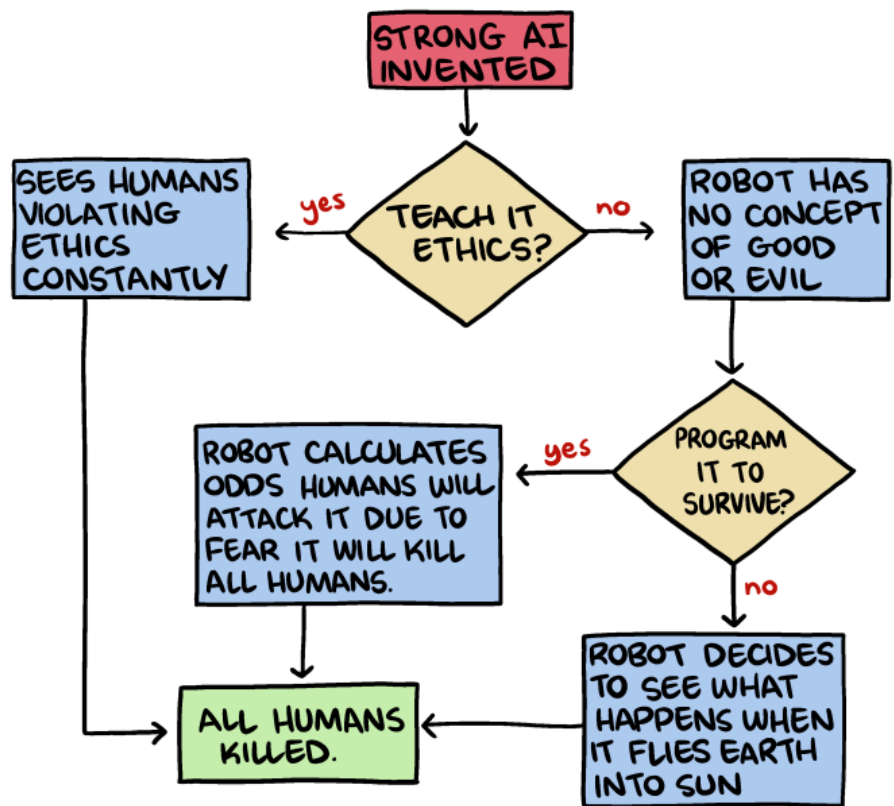 STRONG AI
INVENTED
TEACH IT
ETHICS?
yes
no
SEES HUMANS
VIOLATING
ETHICS
CONSTANTLY
ROBOT HAS
NO CONCEPT
OF GOOD
OR EVIL
PROGRAM
IT TO
SURVIVE?
yes
no
ROBOT CALCULATES
ODDS HUMANS WILL
ATTACK IT DUE TO
FEAR IT WILL KILL
ALL HUMANS.
ROBOT DECIDES
TO SEE WHAT
HAPPENS WHEN
IT FLIES EARTH
INTO SUN
ALL HUMANS
KILLED.